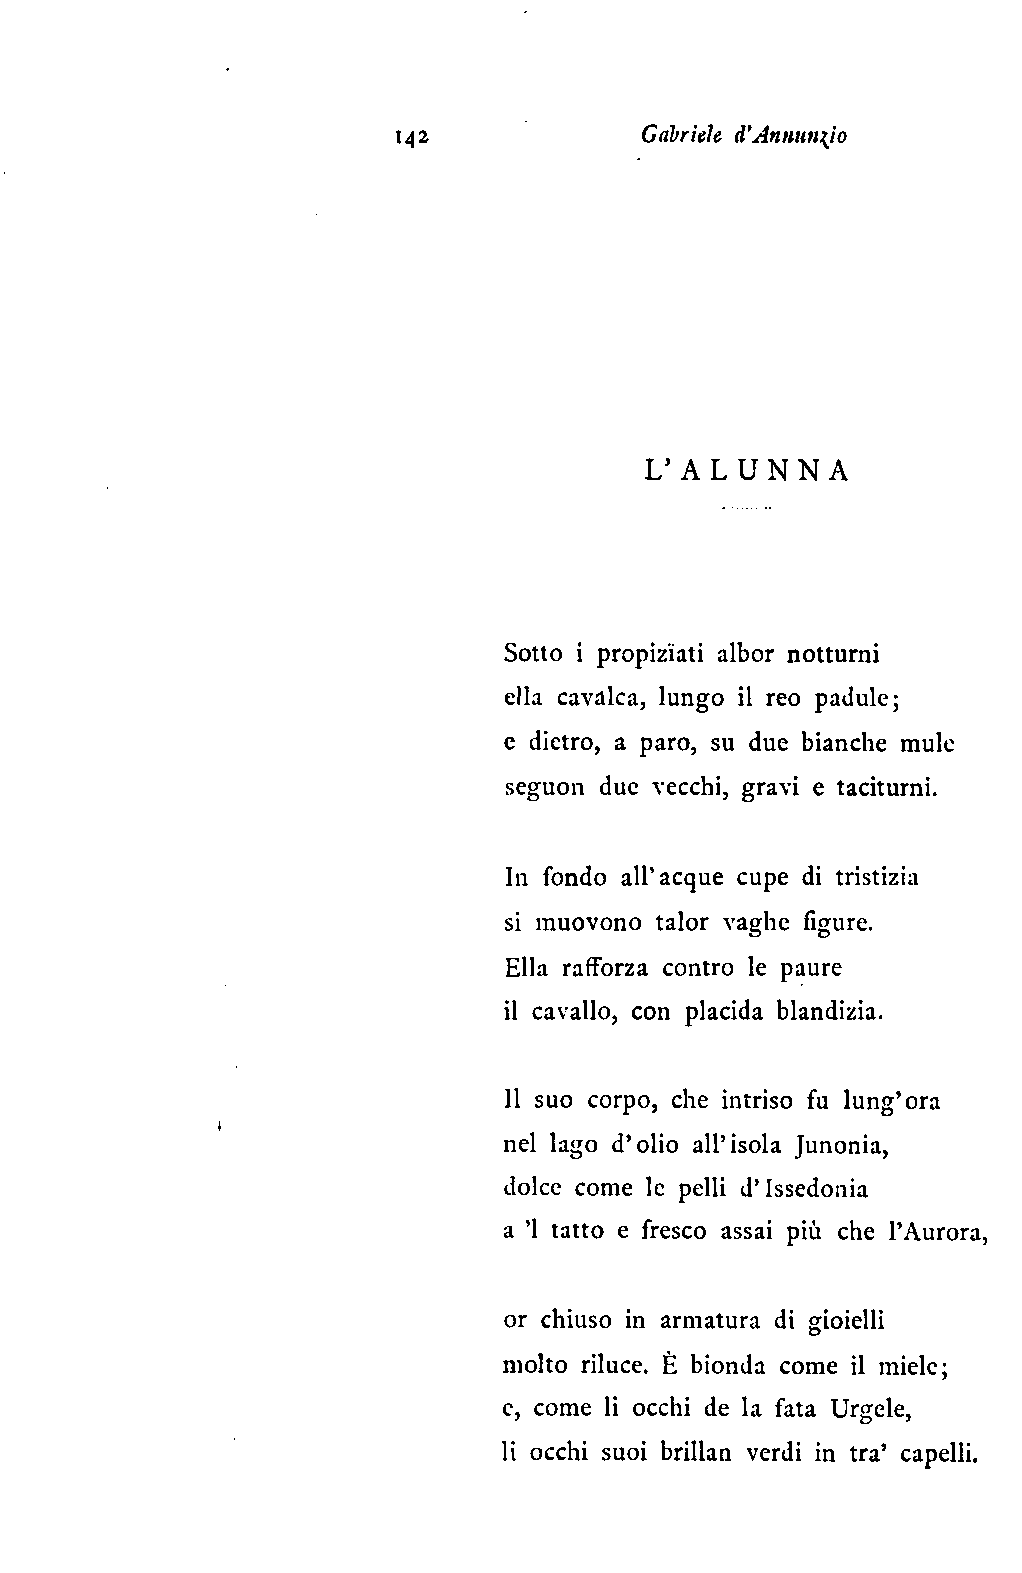 142 Gabriele d'Annunzio
L'ALUNNA
Sotto i propizïati albor notturni
ella cavalca, lungo il reo padule;
e dietro, a paro, su due bianche mule
seguon due vecchi, gravi e taciturni.
In fondo all'acque cupe di tristizia
si muovono talor vaghe figure.
Ella rafforza contro le paure
il cavallo, con placida blandizia.
Il suo corpo, che intriso fu lung'ora
nel lago d'olio all'isola Junonia,
dolce come le pelli d'Issedonia
a 'l tatto e fresco assai più che l'Aurora,
or chiuso in armatura di gioielli
molto riluce. È bionda come il miele;
e, come li occhi de la fata Urgele,
li occhi suoi brillan verdi in tra' capelli.